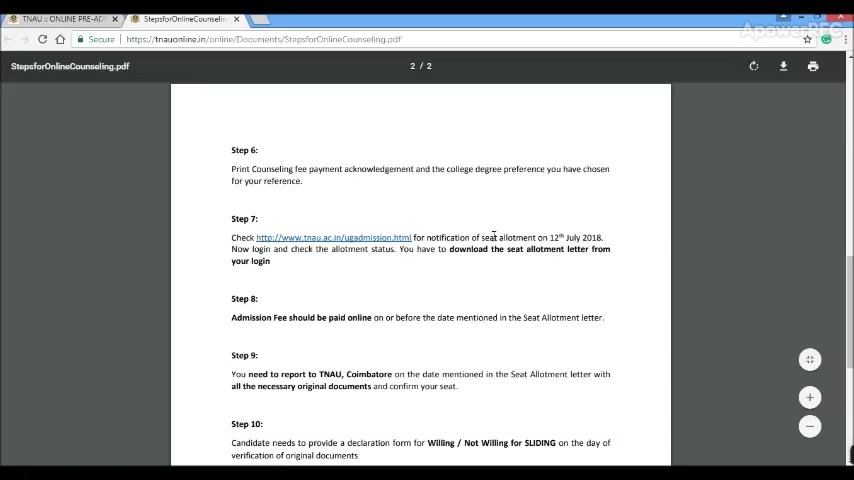 TNAU :: ONLINE PRE-ADM
StepsforOnlineCounseling
ApowerREC
Secure
https://tnauonline.in/online/Documents/StepsforOnlineCounseling.pdf
StepsforOnlineCounseling.pdf
2 / 2
Step 6:
Print Counseling fee payment acknowledgement and the college degree preference you have chosen
for your reference.
Step 7:
Check http://www.tnau.ac.in/ugadmission.html for notification of seat allotment on 12th July 2018.
Now login and check the allotment status. You have to download the seat allotment letter from
your login
Step 8:
Admission Fee should be paid online on or before the date mentioned in the Seat Allotment letter.
Step 9:
You need to report to TNAU, Coimbatore on the date mentioned in the Seat Allotment letter with
all the necessary original documents and confirm your seat.
Step 10:
Candidate needs to provide a declaration form for Willing / Not Willing for SLIDING on the day of
verification of original documents